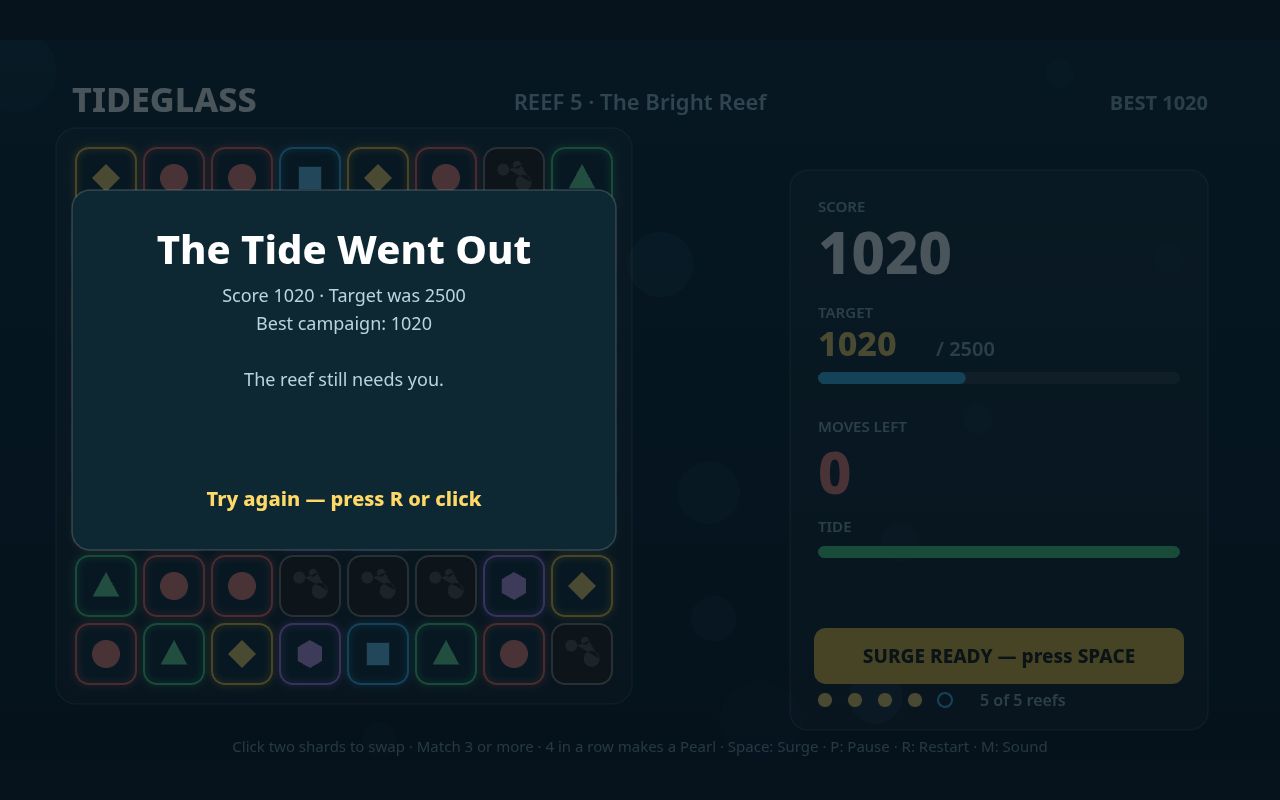 TIDEGLASS
REEF 5 · The Bright Reef
BEST 1020
The Tide Went Out
Score 1020 · Target was 2500
Best campaign: 1020
The reef still needs you.
Try again — press R or click
SCORE
1020
TARGET
1020 / 2500
MOVES LEFT
0
TIDE
SURGE READY — press SPACE
5 of 5 reefs
Click two shards to swap · Match 3 or more · 4 in a row makes a Pearl · Space: Surge · P: Pause · R: Restart · M: Sound